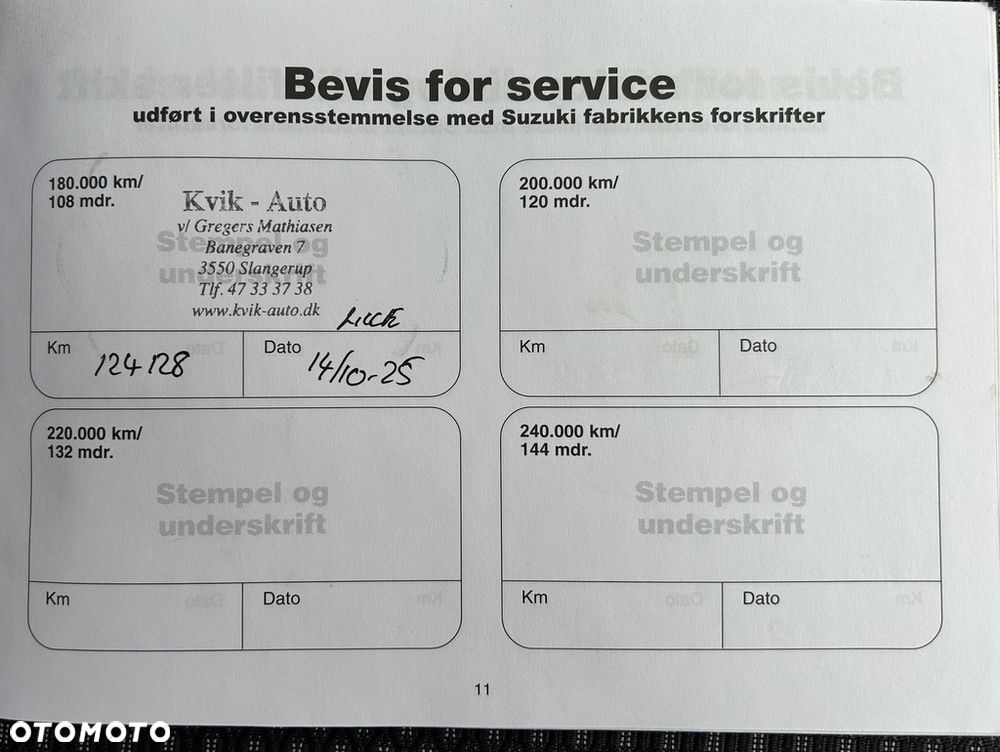 Bevis for service
udført i overensstemmelse med Suzuki fabrikkens forskrifter
180.000 km/
108 mdr.
Kvik - Auto
v/ Gregers Mathiasen
Stempel og
Banegraven 7
underskrift
3550 Slangerup
Tlf. 47 33 37 38
www.kvik-auto.dk
Km
124128
Dato
14/10-25
200.000 km/
120 mdr.
Stempel og
underskrift
Km
Dato
220.000 km/
132 mdr.
Stempel og
underskrift
Km
Dato
240.000 km/
144 mdr.
Stempel og
underskrift
Km
Dato
11
OTOMOTO